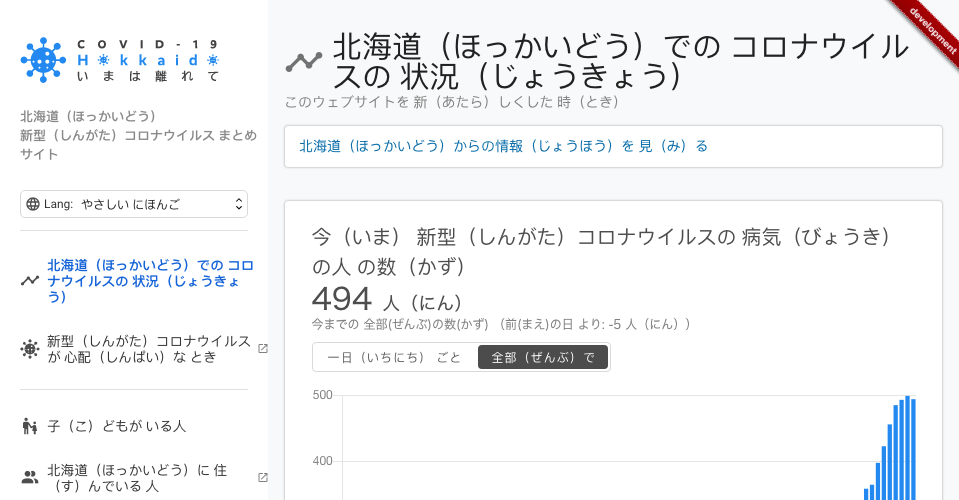 COVID-19
Hokkaido
いまは離れて
北海道（ほっかいどう）
新型（しんがた）コロナウイルス まとめ
サイト
Lang: やさしい にほんご
北海道（ほっかいどう）での コロ
ナウイルスの 状況（じょうきょ
う）
新型（しんがた）コロナウイルス
が 心配（しんぱい）な とき
子（こ）どもが いる人
北海道（ほっかいどう）に 住
（す）んでいる 人
development
北海道（ほっかいどう）での コロナウイル
スの 状況（じょうきょう）
このウェブサイトを 新（あたら）しくした 時（とき）
北海道（ほっかいどう）からの情報（じょうほう）を 見（み）る
今（いま） 新型（しんがた）コロナウイルスの 病気（びょうき）
の人 の数（かず）
494 人（にん）
今までの 全部(ぜんぶ)の数(かず) （前(まえ)の日 より: -5 人（にん））
一日（いちにち） ごと
全部（ぜんぶ）で
500
400